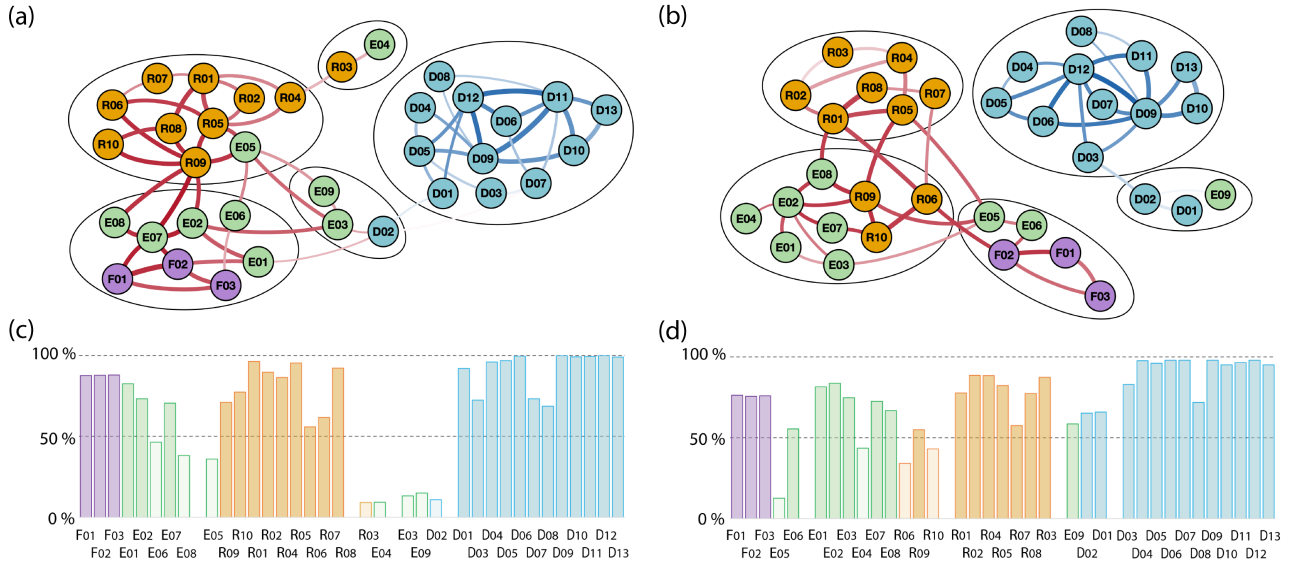 (a)
(b)
E04
R03
R07
R01
R06
R02
R04
R08
R05
R10
R09
E05
E09
E08
E02
E06
E03
D02
E07
F02
E01
F01
F03
D08
D12
D11
D04
D06
D13
D05
D09
D10
D01
D03
D07
R03
R04
R02
R08
R07
R01
R05
E08
E02
R09
R06
E04
E07
R10
E01
E03
E05
E06
F02
F01
F03
D08
D11
D04
D12
D13
D05
D07
D10
D06
D09
D03
D02
D01
E09
(c)
100 %
50 %
0 %
F01 F03 E02 E07 E05 R10 R02 R05 R07 R03 E03 D02 D01 D04 D06 D08 D10 D12
F02 E01 E06 E08 R09 R01 R04 R06 R08 E04 E09 D03 D05 D07 D09 D11 D13
(d)
100 %
50 %
0 %
F01 F03 E06 E01 E03 E07 R06 R10 R01 R04 R07 R03 E09 D01 D03 D05 D07 D09 D11 D13
F02 E05 E02 E04 E08 R09 R02 R05 R08 D02 D04 D06 D08 D10 D12